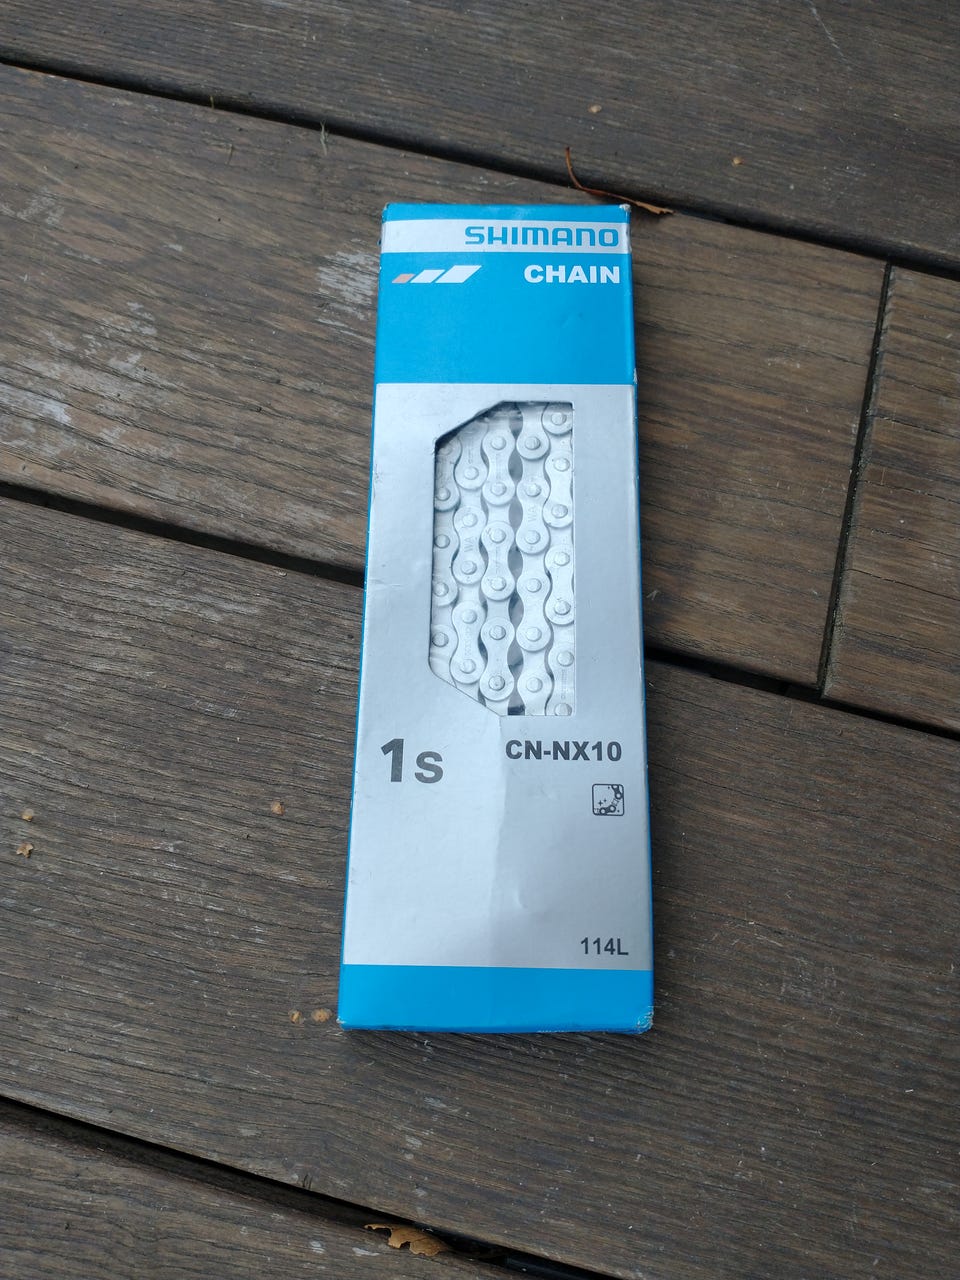 SHIMANO
CHAIN
1s
CN-NX10
114L